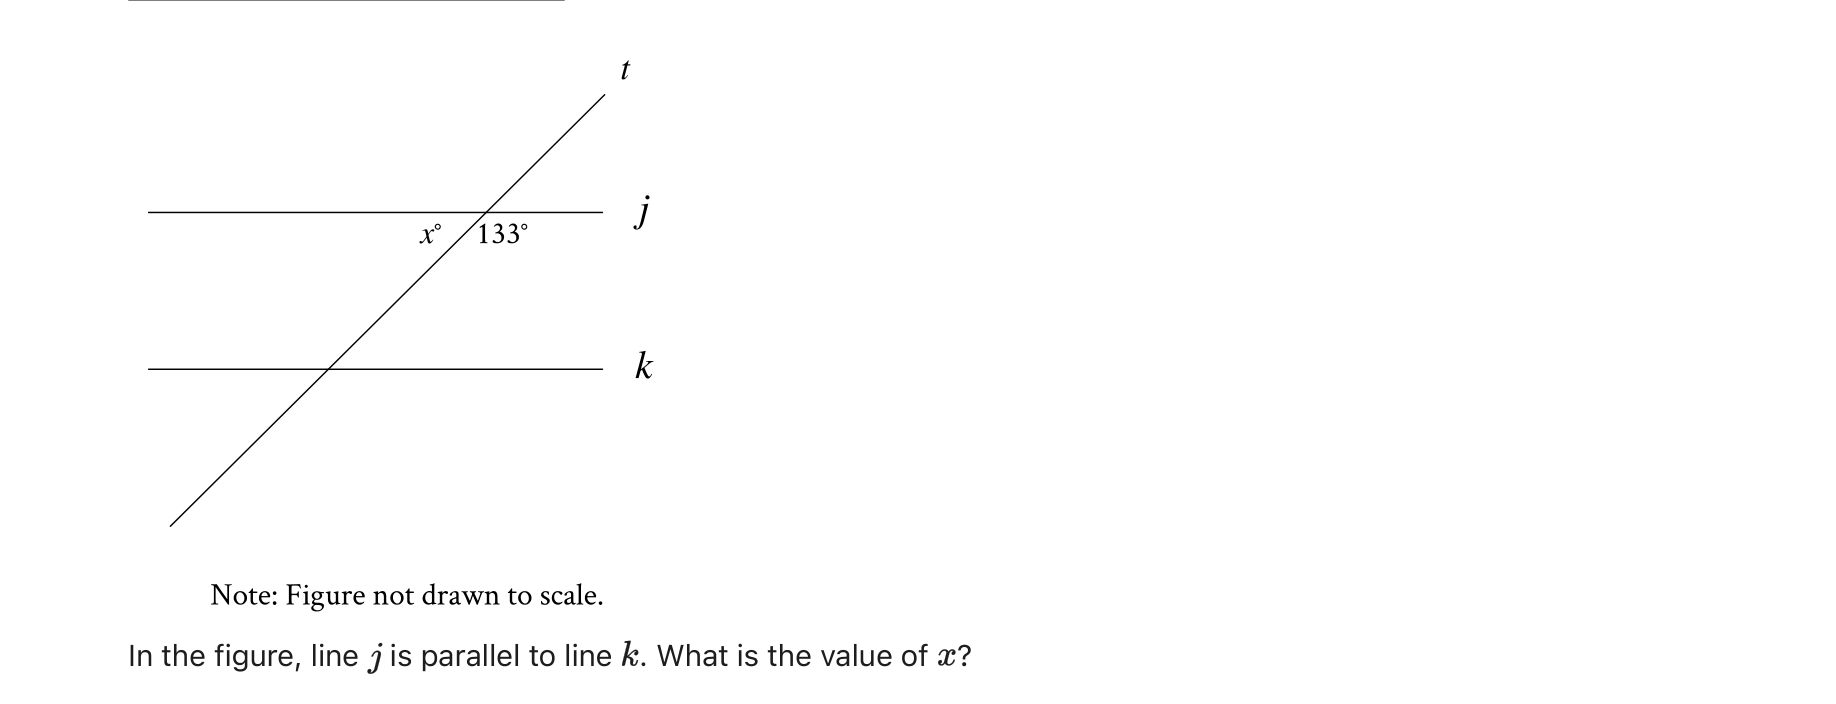 t
j
x° 133°
k
Note: Figure not drawn to scale.
In the figure, line j is parallel to line k. What is the value of x?